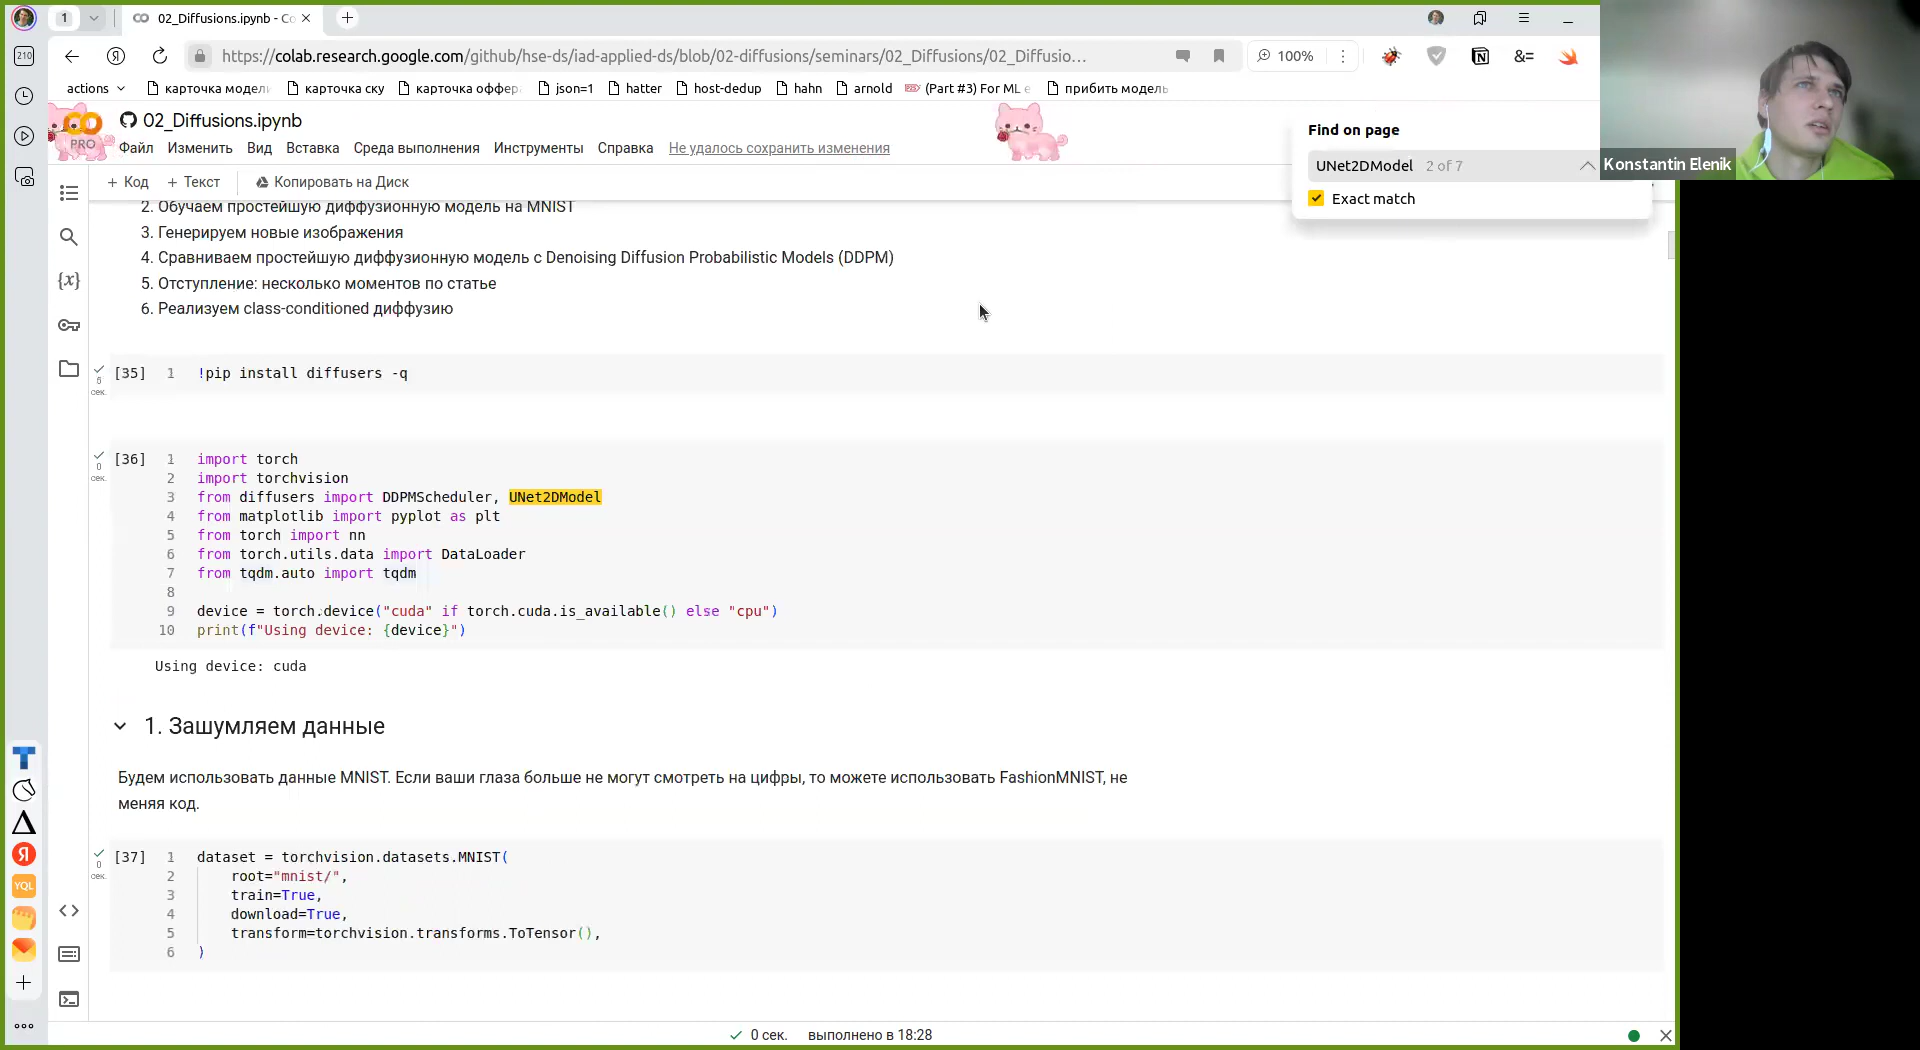 1
02_Diffusions.ipynb - Co
210
https://colab.research.google.com/github/hse-ds/iad-applied-ds/blob/02-diffusions/seminars/02_Diffusions/02_Diffusio...
100%
actions
карточка модели
карточка ску
карточка оффер
json=1
hatter
host-dedup
hahn
arnold
(Part #3) For ML e
прибить модель
PRO
02_Diffusions.ipynb
Файл Изменить Вид Вставка Среда выполнения Инструменты Справка Не удалось сохранить изменения
Find on page
UNet2DModel 2 of 7
Exact match
Konstantin Elenik
+ Код + Текст Копировать на Диск
2. Обучаем простейшую диффузионную модель на MNIST
3. Генерируем новые изображения
4. Сравниваем простейшую диффузионную модель с Denoising Diffusion Probabilistic Models (DDPM)
5. Отступление: несколько моментов по статье
6. Реализуем class-conditioned диффузию
6 сек.
[35] 1 !pip install diffusers -q
0 сек.
[36] 1 import torch
2 import torchvision
3 from diffusers import DDPMScheduler, UNet2DModel
4 from matplotlib import pyplot as plt
5 from torch import nn
6 from torch.utils.data import DataLoader
7 from tqdm.auto import tqdm
8
9 device = torch.device("cuda" if torch.cuda.is_available() else "cpu")
10 print(f"Using device: {device}")
Using device: cuda
1. Зашумляем данные
Будем использовать данные MNIST. Если ваши глаза больше не могут смотреть на цифры, то можете использовать FashionMNIST, не
меняя код.
0 сек.
[37] 1 dataset = torchvision.datasets.MNIST(
2 root="mnist/",
3 train=True,
4 download=True,
5 transform=torchvision.transforms.ToTensor(),
6 )
YQL
0 сек. выполнено в 18:28